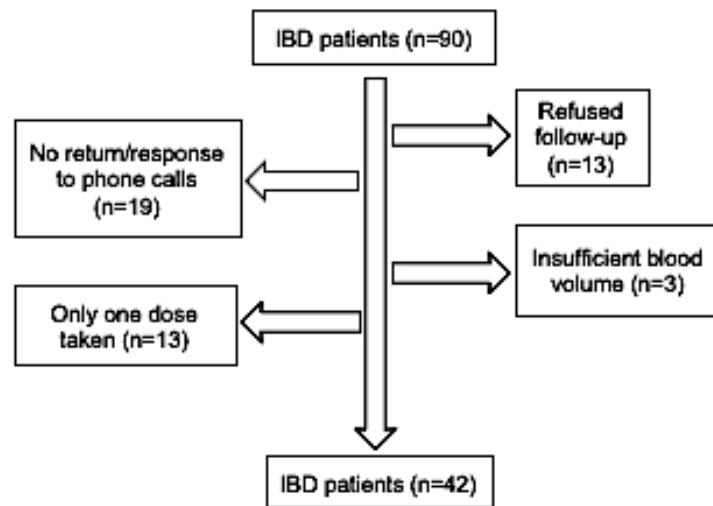 IBD patients (n=90)
Refused
follow-up
(n=13)
No return/response
to phone calls
(n=19)
Insufficient blood
volume (n=3)
Only one dose
taken (n=13)
IBD patients (n=42)